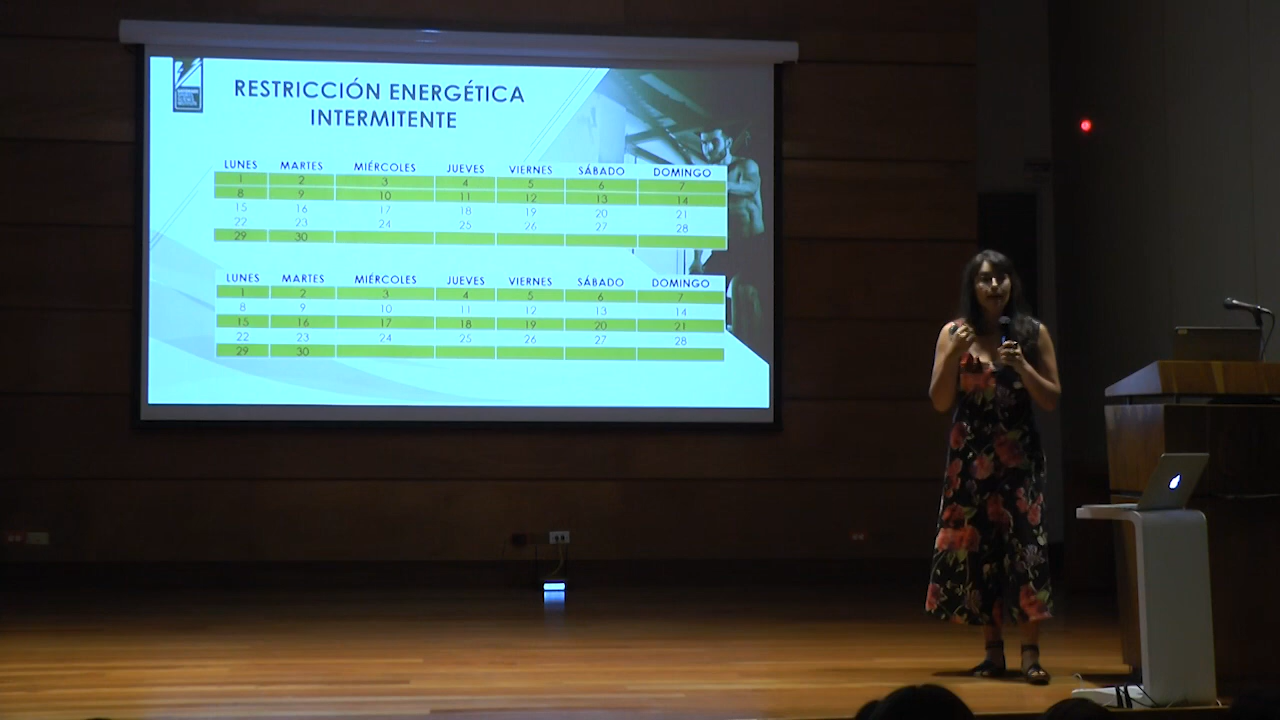 RESTRICCIÓN ENERGÉTICA
INTERMITENTE
LUNES MARTES MIÉRCOLES JUEVES VIERNES SÁBADO DOMINGO
1 2 3 4 5 6 7
8 9 10 11 12 13 14
15 16 17 18 19 20 21
22 23 24 25 26 27 28
29 30
LUNES MARTES MIÉRCOLES JUEVES VIERNES SÁBADO DOMINGO
1 2 3 4 5 6 7
8 9 10 11 12 13 14
15 16 17 18 19 20 21
22 23 24 25 26 27 28
29 30